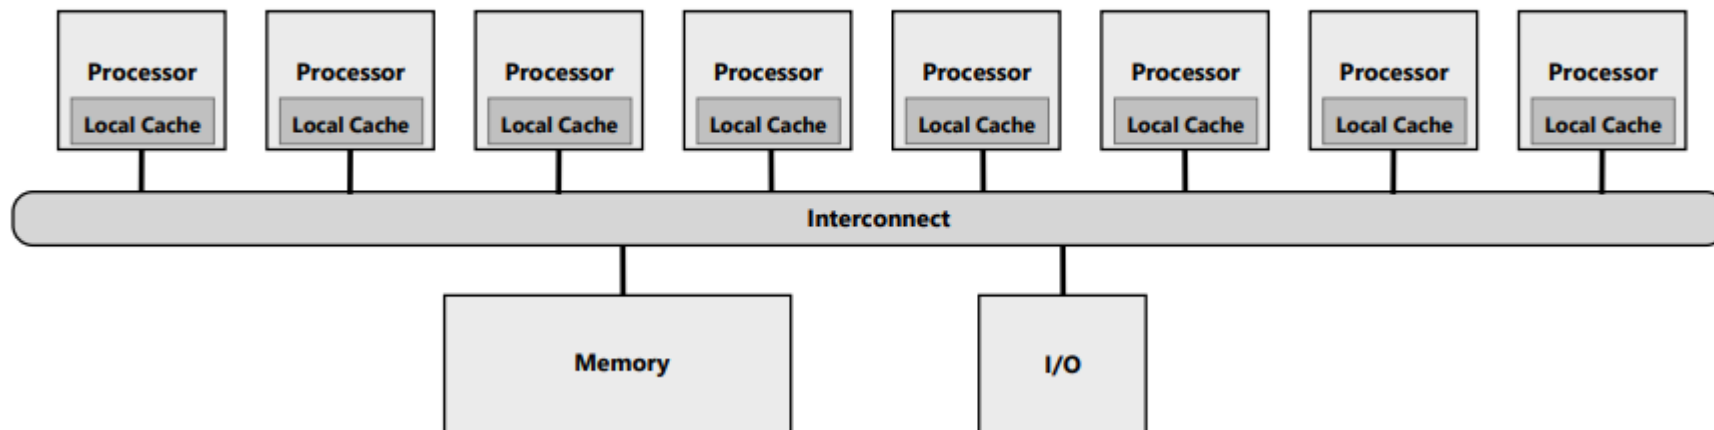 Processor
Local Cache
Processor
Local Cache
Processor
Local Cache
Processor
Local Cache
Processor
Local Cache
Processor
Local Cache
Processor
Local Cache
Processor
Local Cache
Interconnect
Memory
I/O